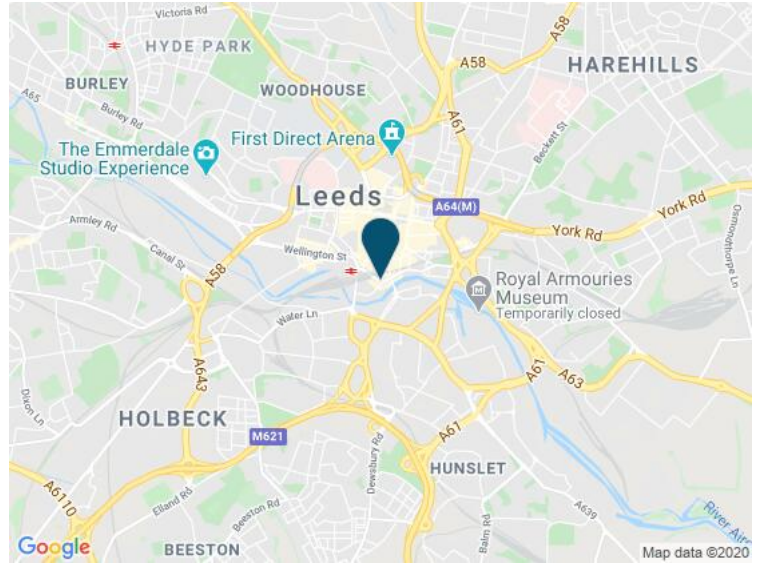 Victoria Rd
HYDE PARK
A58
HAREHILLS
BURLEY
A65
WOODHOUSE
Burley Rd
First Direct Arena
A61
Beckett St
The Emmerdale
Studio Experience
Leeds
A64(M)
York Rd
York Rd
Osmondthorpe Ln
Armley Rd
Canal St
Wellington St
A58
Royal Armouries
Museum
Temporarily closed
Water Ln
A643
A61
A63
Dixon Ln
HOLBECK
M621
A61
Dewsbury Rd
HUNSLET
A6110
Elland Rd
Beeston Rd
A639
Balm Rd
River Aire
Google
BEESTON
Map data ©2020